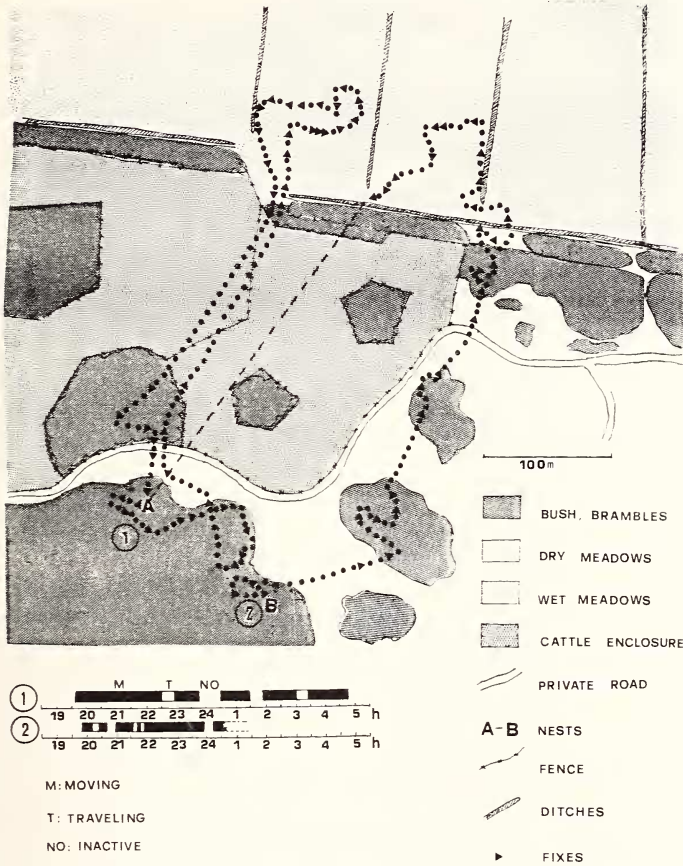 A
1
2
B
100m
BUSH, BRAMBLES
DRY MEADOWS
WET MEADOWS
CATTLE ENCLOSURE
PRIVATE ROAD
A-B NESTS
FENCE
DITCHES
FIXES
M T NO
1
19 20 21 22 23 24 1 2 3 4 5 h
2
19 20 21 22 23 24 1 2 3 4 5 h
M: MOVING
T: TRAVELING
NO: INACTIVE